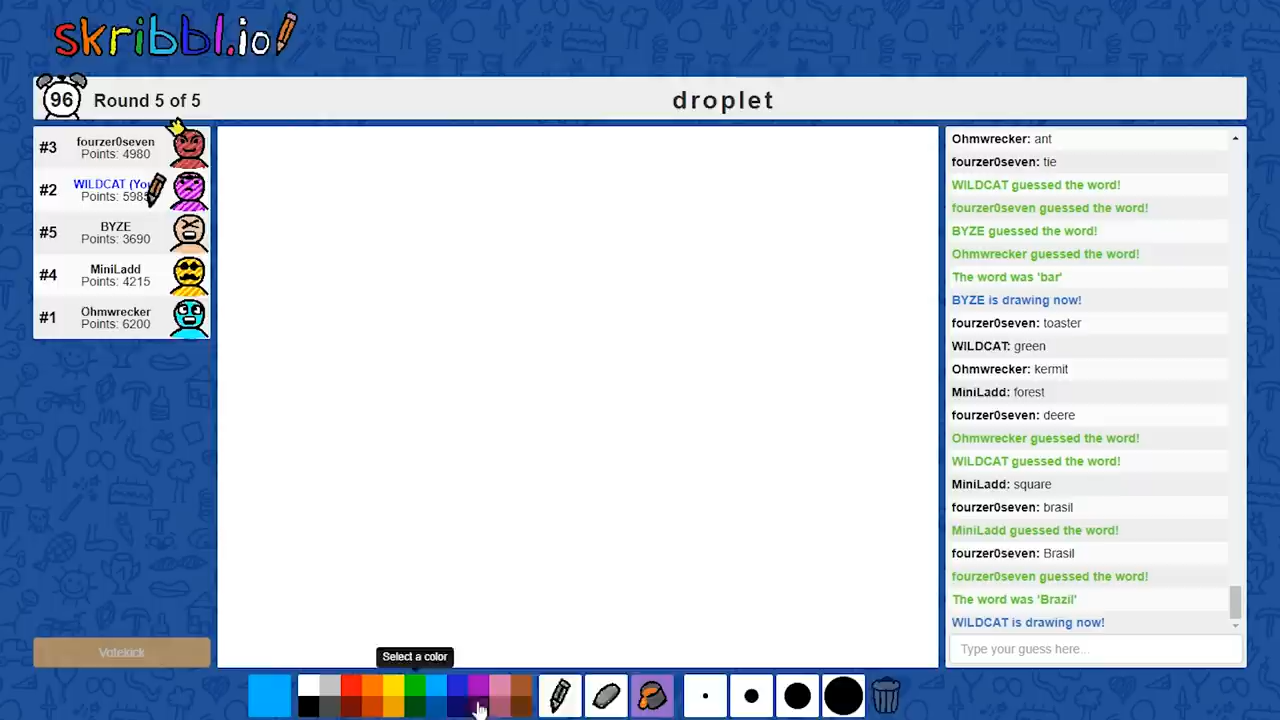 skribbl.io
96
Round 5 of 5
droplet
#3
fourzer0seven
Points: 4980
#2
WILDCAT (You
Points: 5985
#5
BYZE
Points: 3690
#4
MiniLadd
Points: 4215
#1
Ohmwrecker
Points: 6200
Votekick
Ohmwrecker: ant
fourzer0seven: tie
WILDCAT guessed the word!
fourzer0seven guessed the word!
BYZE guessed the word!
Ohmwrecker guessed the word!
The word was 'bar'
BYZE is drawing now!
fourzer0seven: toaster
WILDCAT: green
Ohmwrecker: kermit
MiniLadd: forest
fourzer0seven: deere
Ohmwrecker guessed the word!
WILDCAT guessed the word!
MiniLadd: square
fourzer0seven: brasil
MiniLadd guessed the word!
fourzer0seven: Brasil
fourzer0seven guessed the word!
The word was 'Brazil'
WILDCAT is drawing now!
Type your guess here...
Select a color